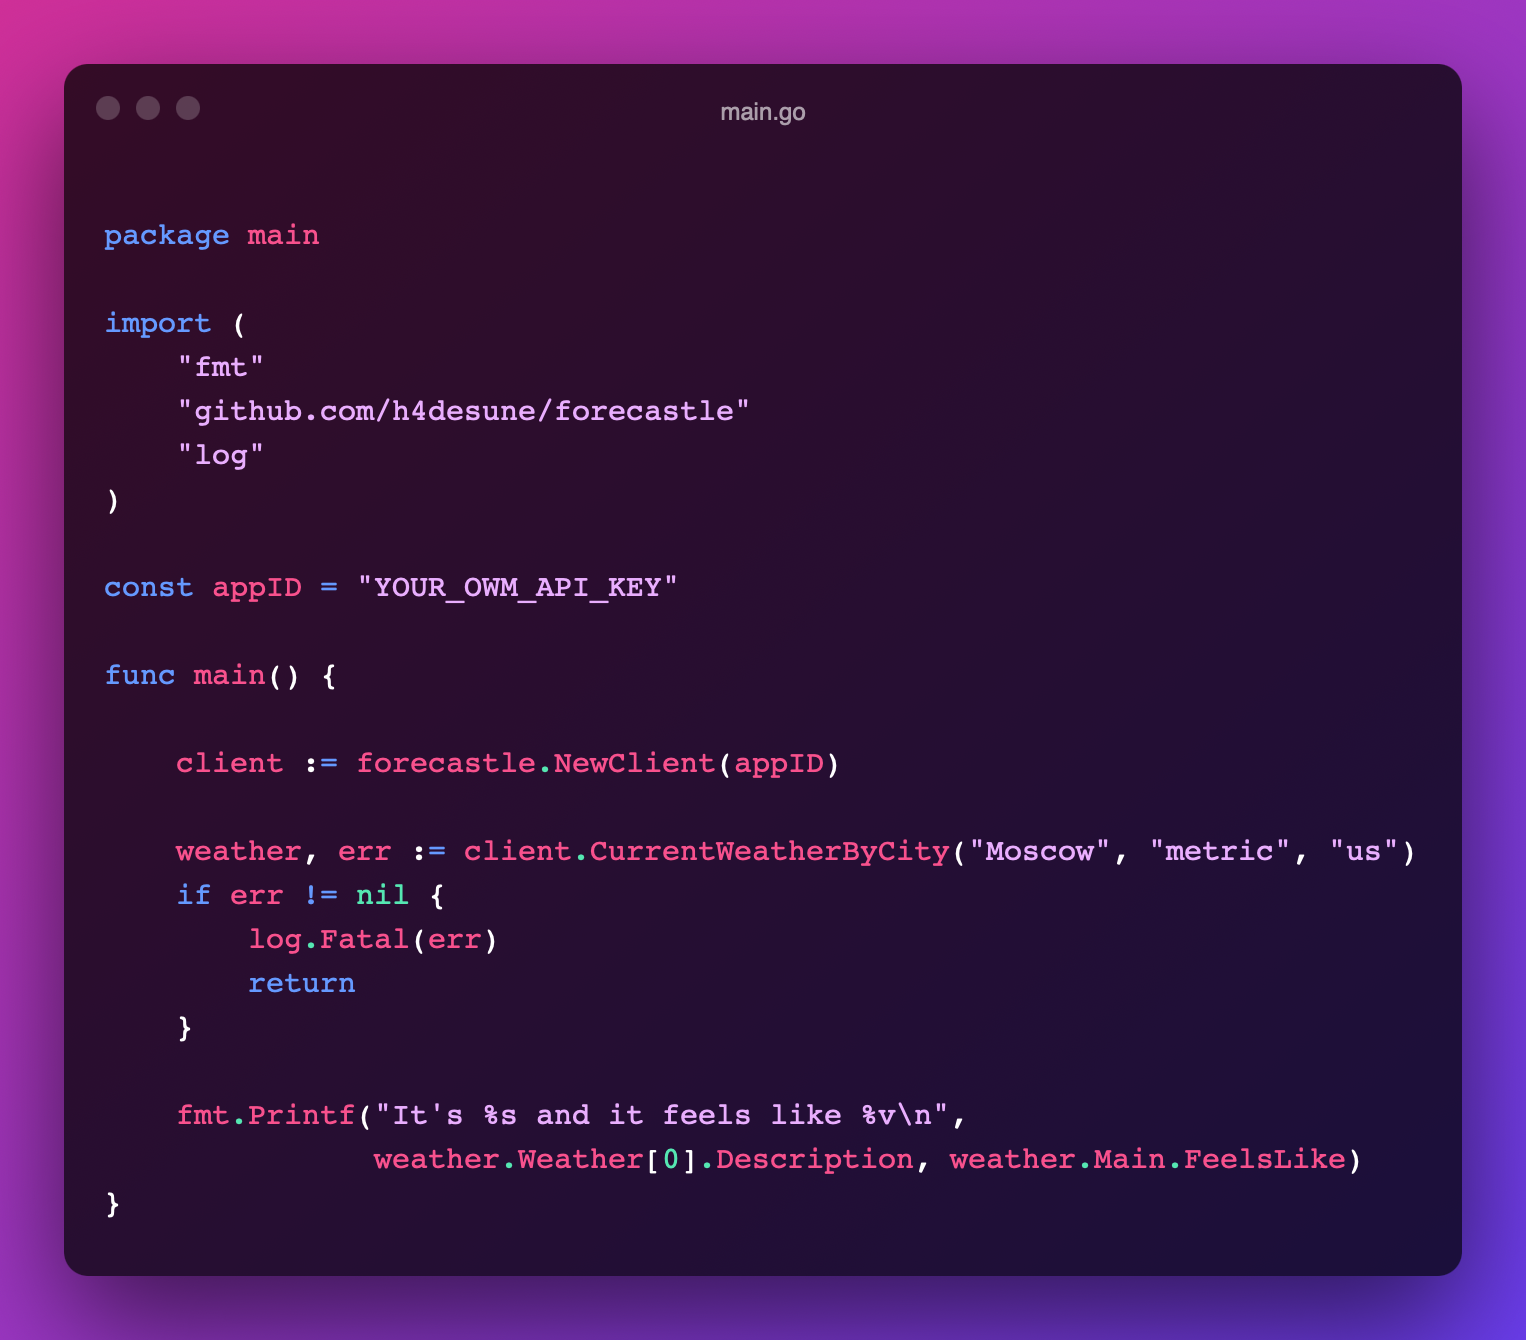 main.go
package main
import (
"fmt"
"github.com/h4desune/forecastle"
"log"
)
const appID = "YOUR_OWM_API_KEY"
func main() {
client := forecastle.NewClient(appID)
weather, err := client.CurrentWeatherByCity("Moscow", "metric", "us")
if err != nil {
log.Fatal(err)
return
}
fmt.Printf("It's %s and it feels like %v\n",
weather.Weather[0].Description, weather.Main.FeelsLike)
}